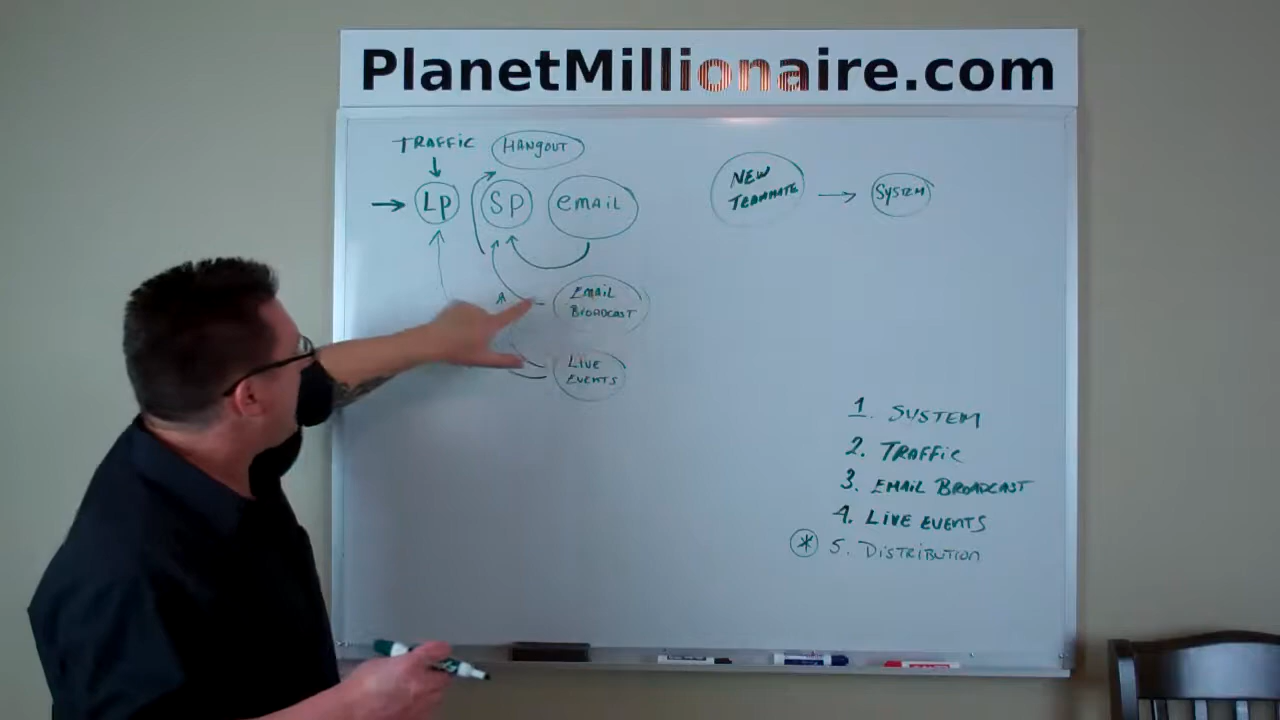 PlanetMillionaire.com
TRAFFIC
HANGOUT
LP
SP
EMAIL
EMAIL
BROADCAST
LIVE
EVENTS
NEW
TEAMMATE
SYSTEM
1. SYSTEM
2. TRAFFIC
3. EMAIL BROADCAST
4. LIVE EVENTS
* 5. DISTRIBUTION